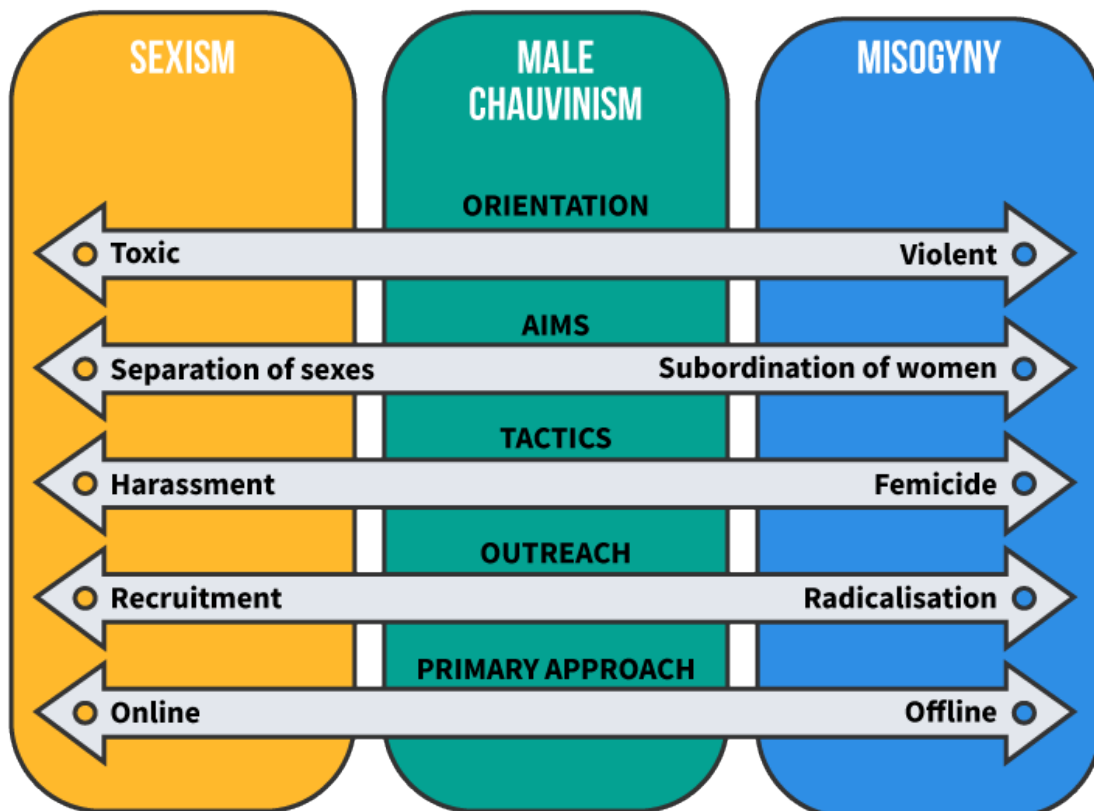 SEXISM
MALE
CHAUVINISM
MISOGYNY
ORIENTATION
Toxic
Violent
AIMS
Separation of sexes
Subordination of women
TACTICS
Harassment
Femicide
OUTREACH
Recruitment
Radicalisation
PRIMARY APPROACH
Online
Offline